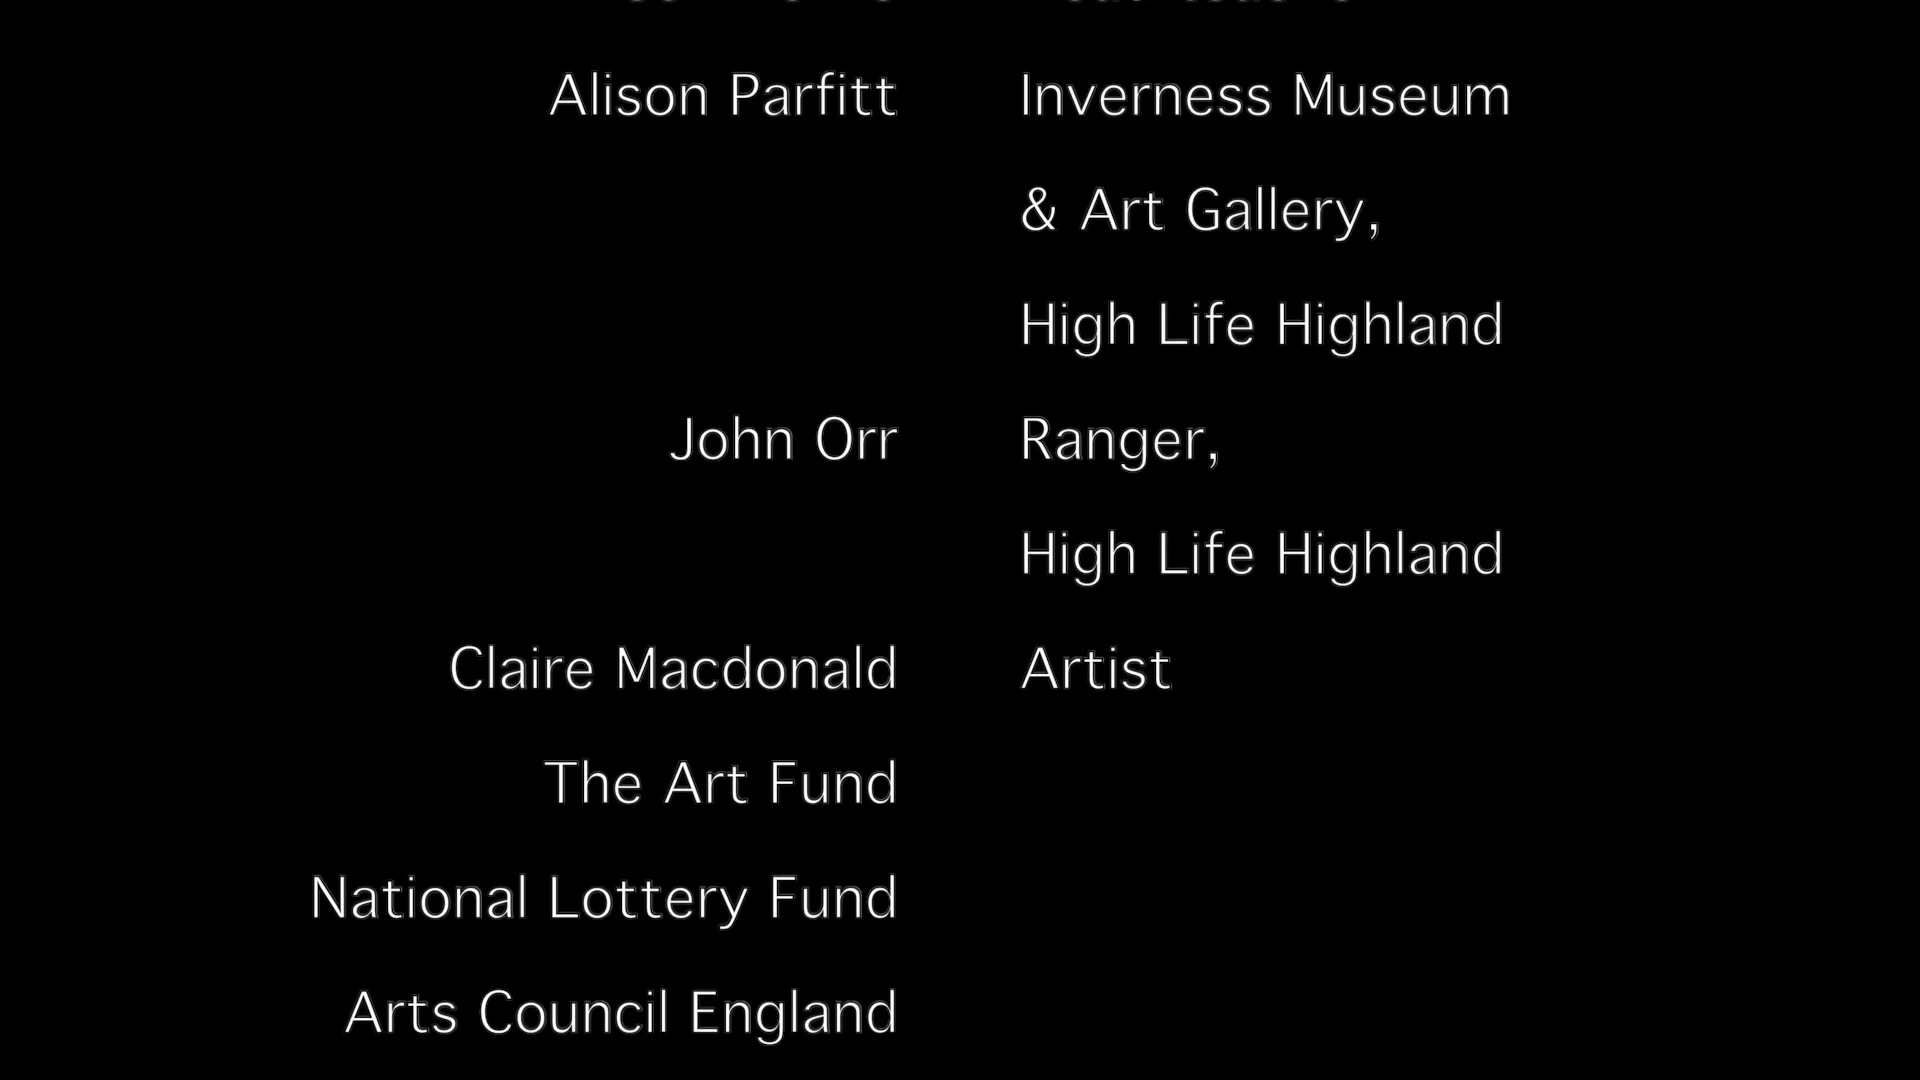 Alison Parfitt Inverness Museum
& Art Gallery,
High Life Highland
John Orr Ranger,
High Life Highland
Claire Macdonald Artist
The Art Fund
National Lottery Fund
Arts Council England